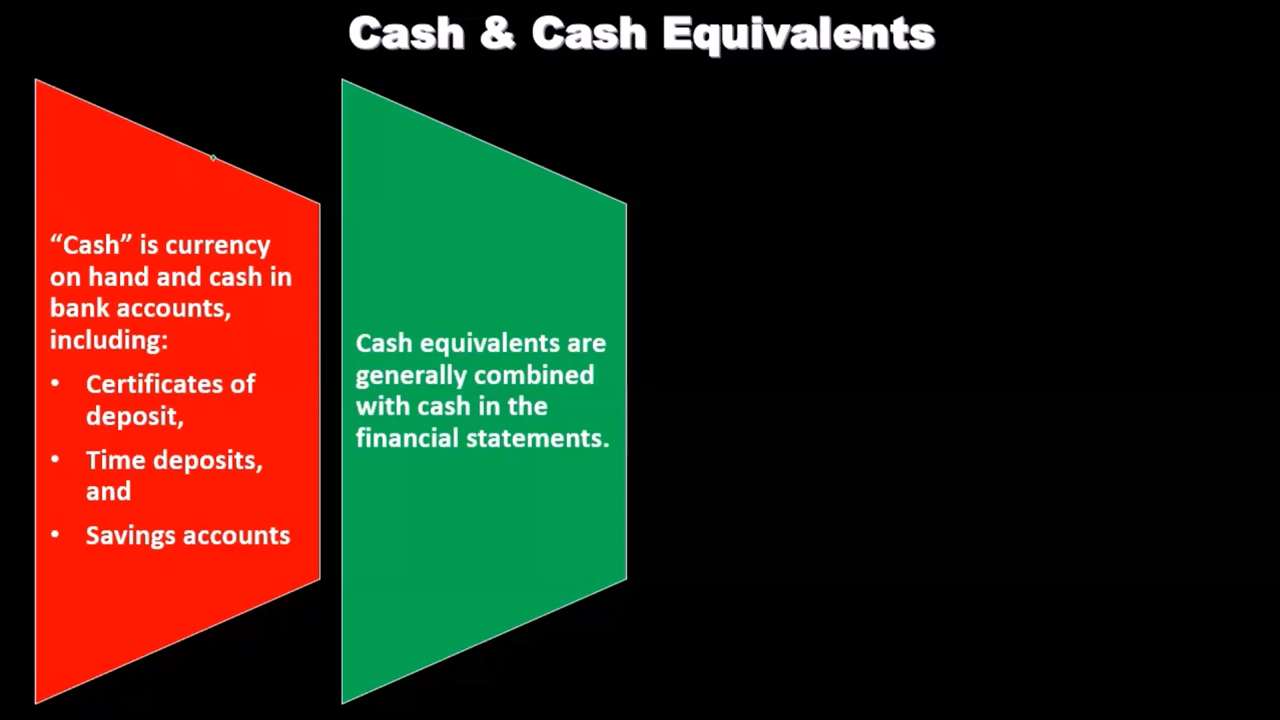 Cash & Cash Equivalents
“Cash” is currency
on hand and cash in
bank accounts,
including:
• Certificates of
deposit,
• Time deposits,
and
• Savings accounts
Cash equivalents are
generally combined
with cash in the
financial statements.